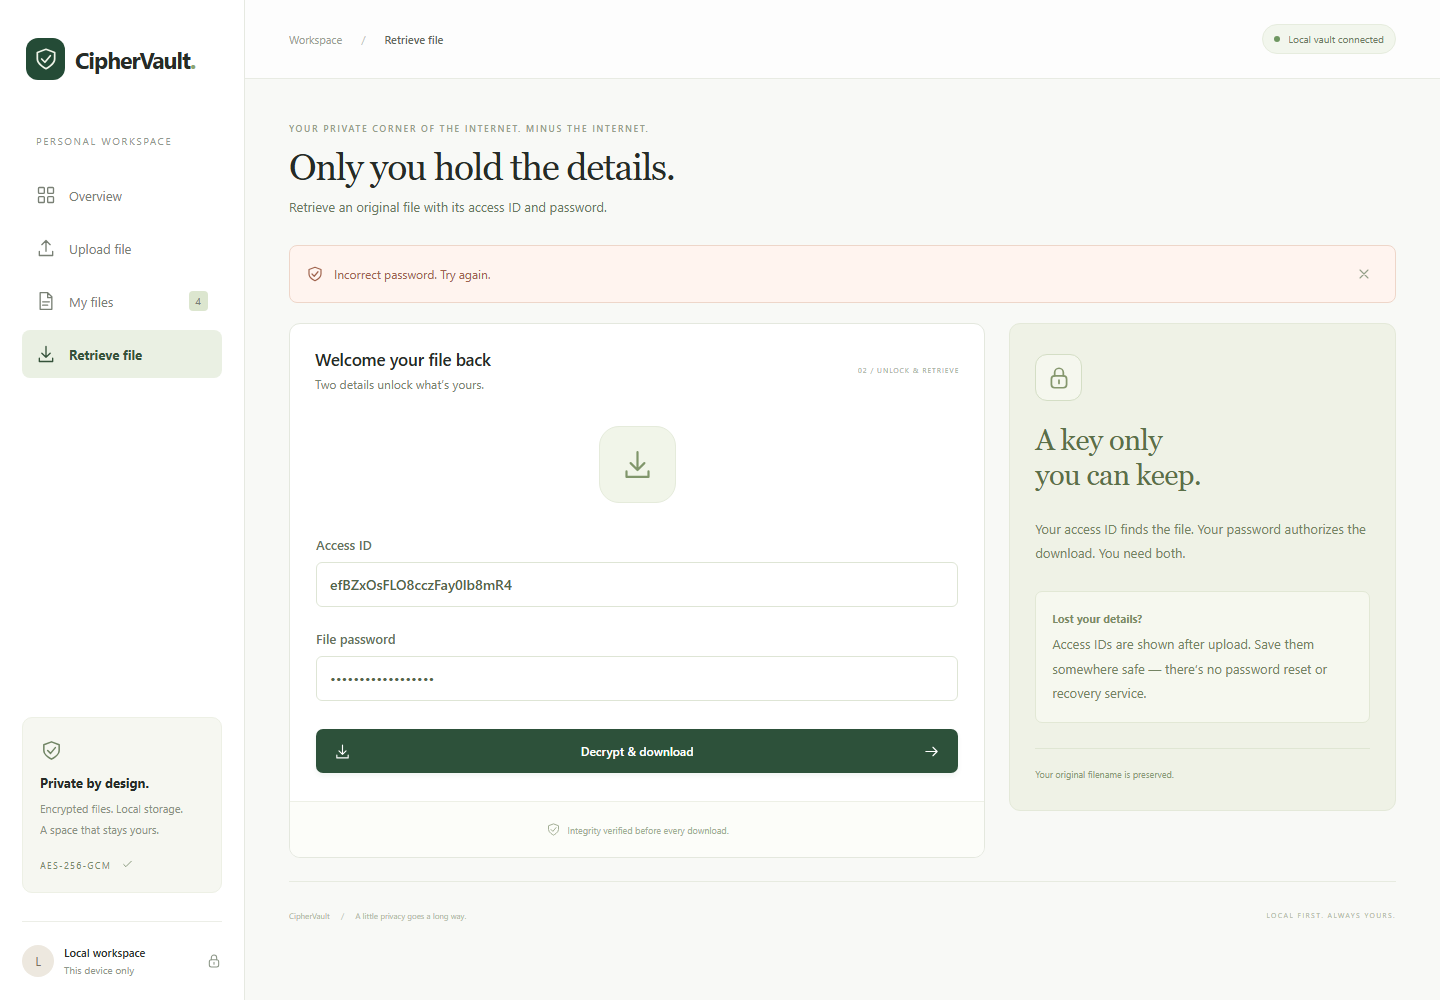 CipherVault.
PERSONAL WORKSPACE
Overview
Upload file
My files 4
Retrieve file
Private by design.
Encrypted files. Local storage.
A space that stays yours.
AES-256-GCM
L
Local workspace
This device only
Workspace / Retrieve file
Local vault connected
YOUR PRIVATE CORNER OF THE INTERNET. MINUS THE INTERNET.
Only you hold the details.
Retrieve an original file with its access ID and password.
Incorrect password. Try again.
Welcome your file back
Two details unlock what's yours.
02 / UNLOCK & RETRIEVE
Access ID
efBZxOsFLO8cczFay0lb8mR4
File password
••••••••••••••••••
Decrypt & download
Integrity verified before every download.
A key only
you can keep.
Your access ID finds the file. Your password authorizes the
download. You need both.
Lost your details?
Access IDs are shown after upload. Save them
somewhere safe — there's no password reset or
recovery service.
Your original filename is preserved.
CipherVault / A little privacy goes a long way.
LOCAL FIRST. ALWAYS YOURS.